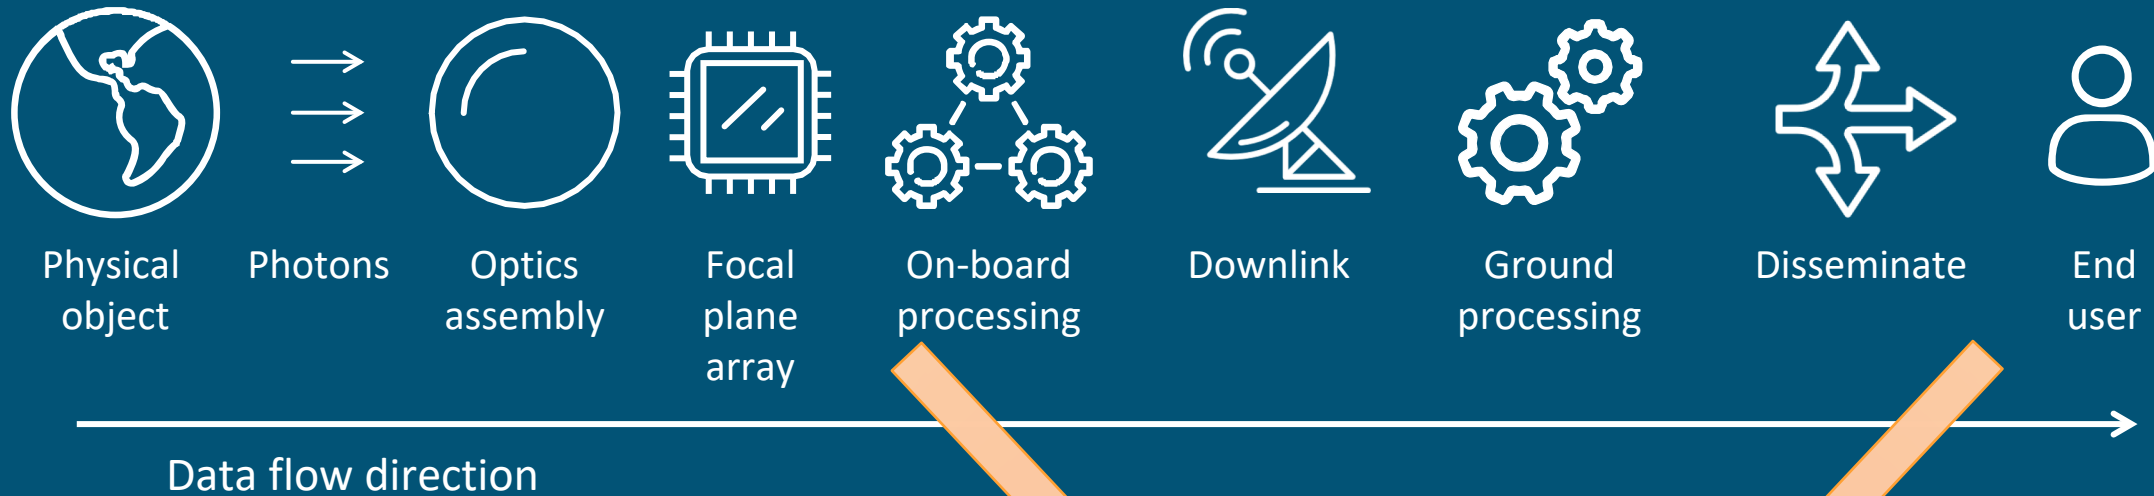 Physical
object
Photons
Optics
assembly
Focal
plane
array
On-board
processing
Downlink
Ground
processing
Disseminate
End
user
Data flow direction